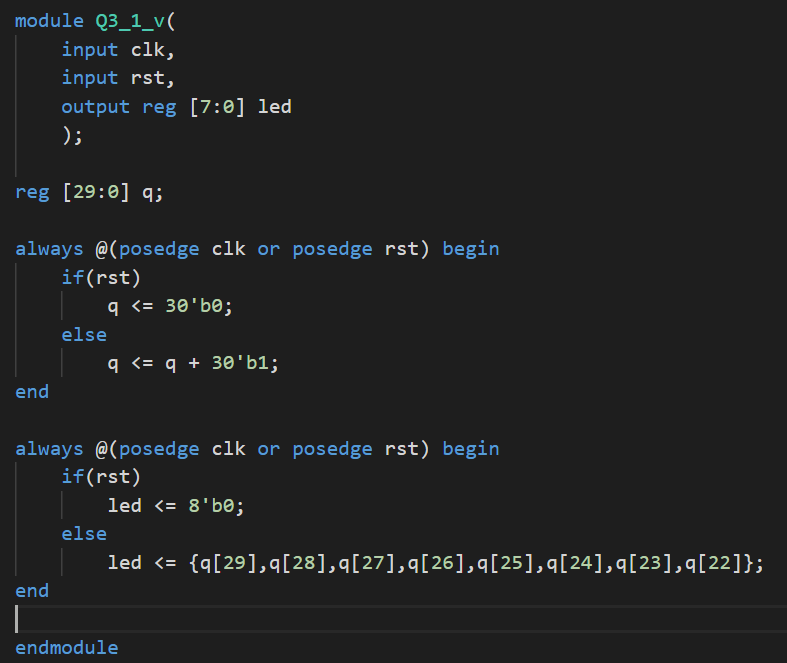 module Q3_1_v(
    input clk,
    input rst,
    output reg [7:0] led
    );
reg [29:0] q;
always @(posedge clk or posedge rst) begin
    if(rst)
        q <= 30'b0;
    else
        q <= q + 30'b1;
end
always @(posedge clk or posedge rst) begin
    if(rst)
        led <= 8'b0;
    else
        led <= {q[29],q[28],q[27],q[26],q[25],q[24],q[23],q[22]};
end
endmodule